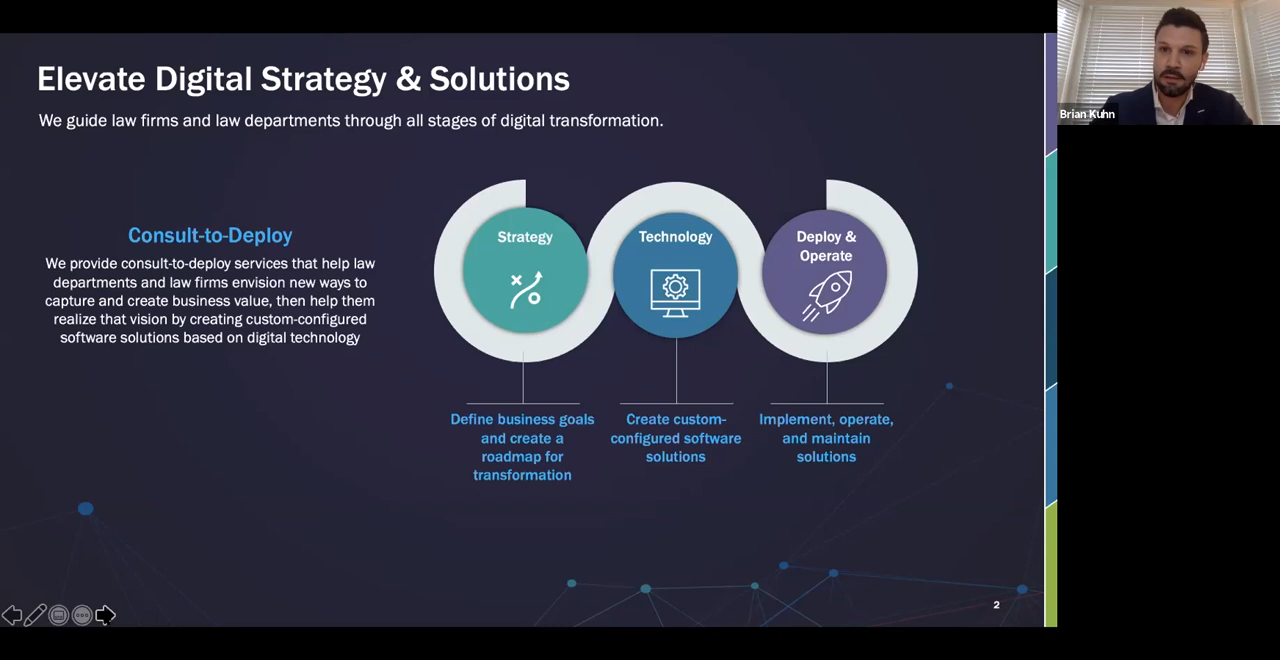 Elevate Digital Strategy & Solutions
We guide law firms and law departments through all stages of digital transformation.
Consult-to-Deploy
We provide consult-to-deploy services that help law
departments and law firms envision new ways to
capture and create business value, then help them
realize that vision by creating custom-configured
software solutions based on digital technology
Strategy
Technology
Deploy &
Operate
Define business goals
and create a
roadmap for
transformation
Create custom-
configured software
solutions
Implement, operate,
and maintain
solutions
2
Brian Kuhn